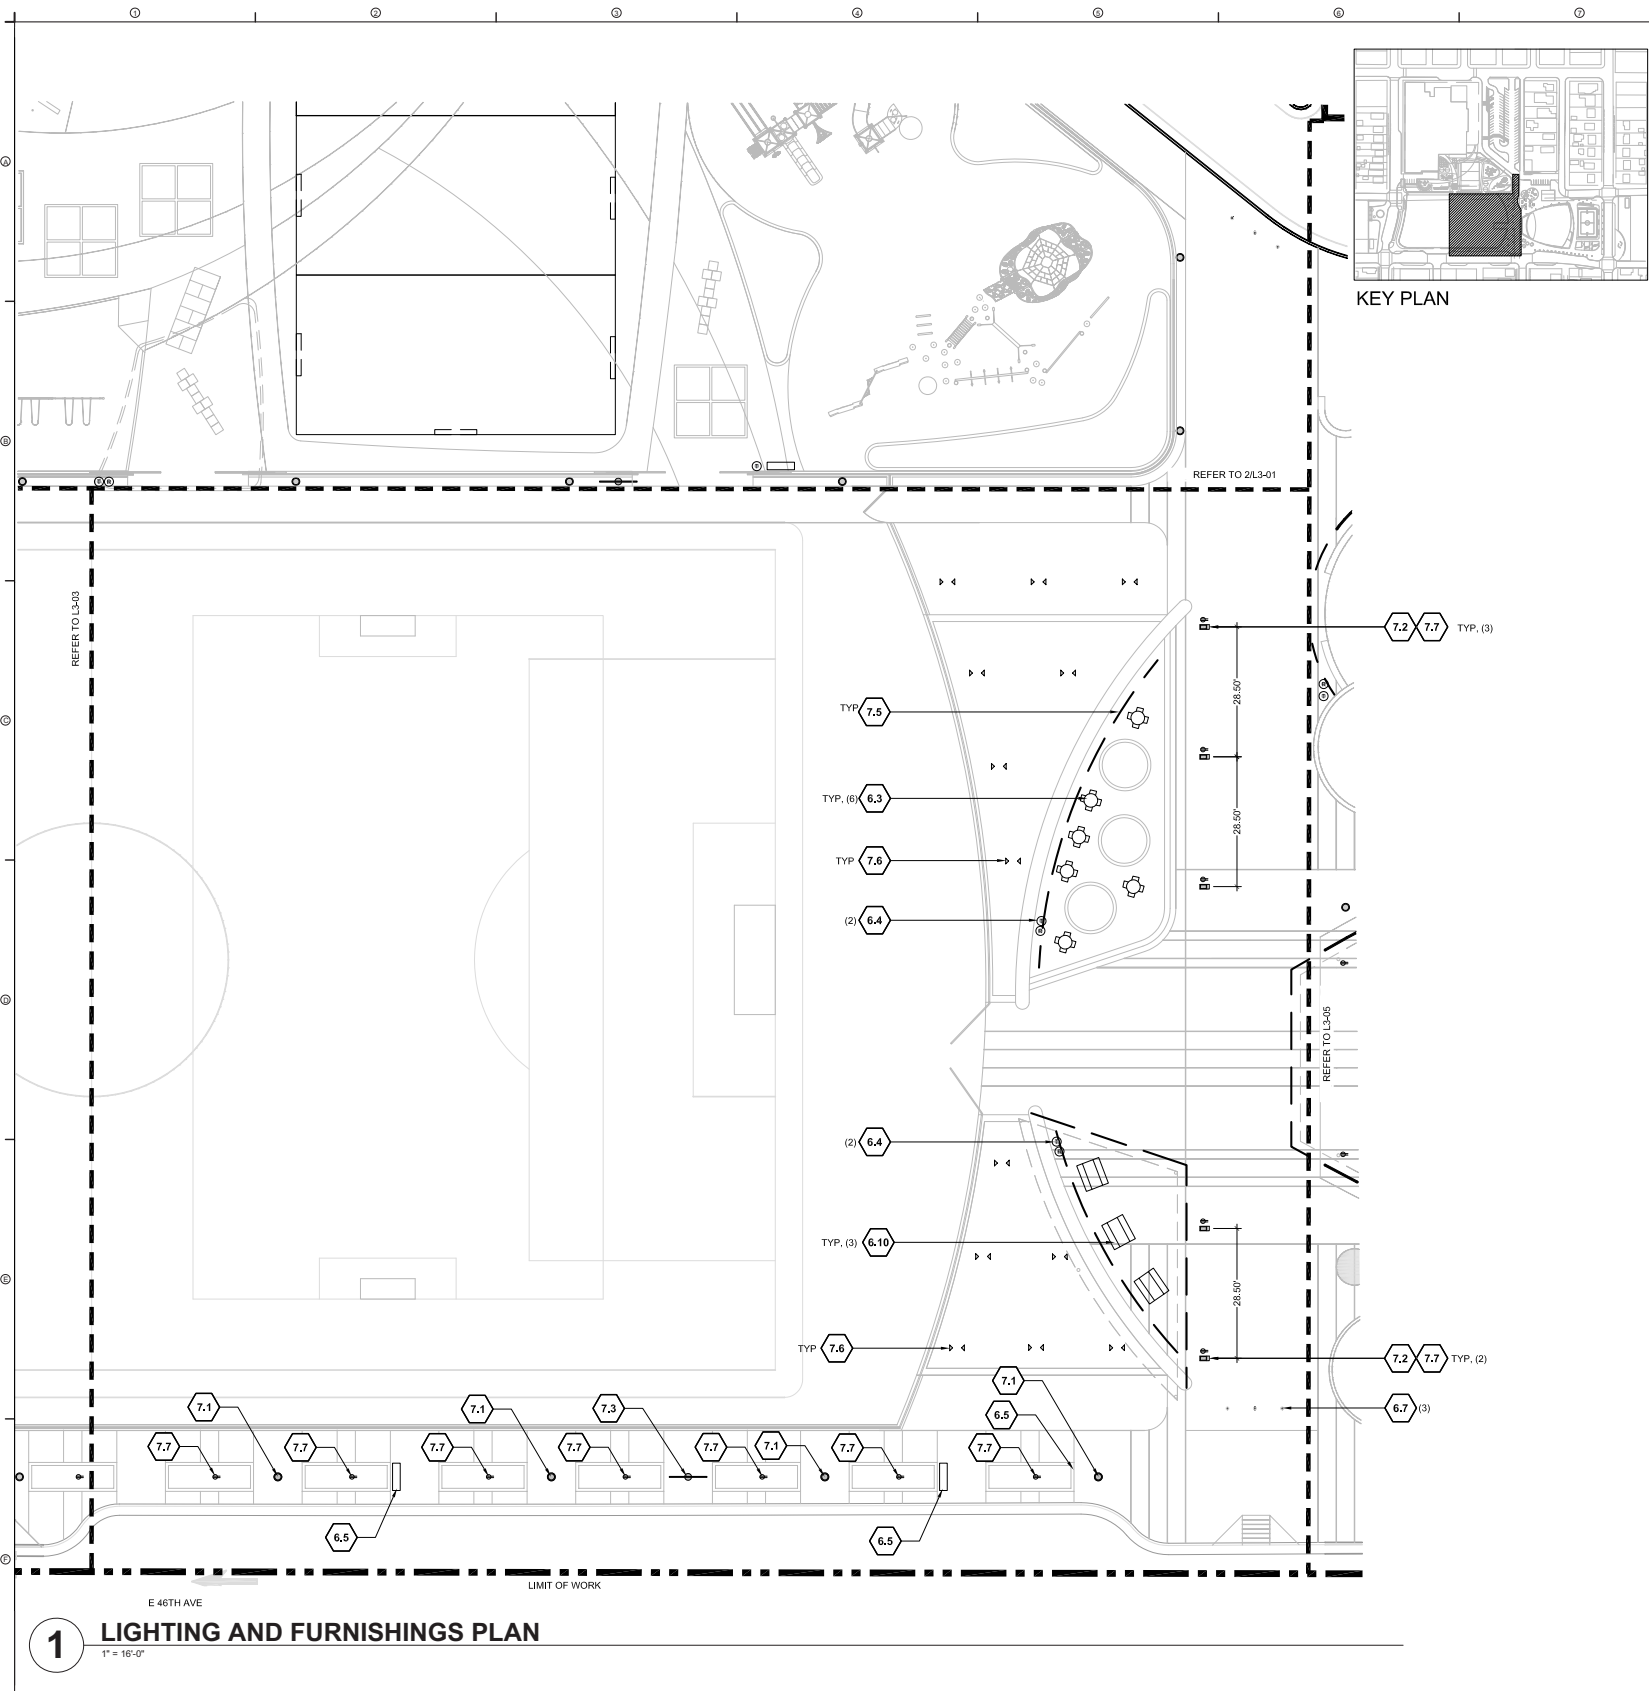 1 2 3 4 5 6 7
A
KEY PLAN
B
T R
T
REFER TO 2/L3-01
REFER TO L3-03
7.2 7.7 TYP, (3)
28.50'
R
T
TYP 7.5
C
TYP, (6) 6.3
28.50'
TYP 7.6
(2) 6.4
T
R
D
REFER TO L3-05
(2) 6.4
T
R
TYP, (3) 6.10
E
28.50'
TYP 7.6
7.2 7.7 TYP, (2)
7.1
7.1
7.1
7.3
6.5
6.7 (3)
7.7
7.7
7.7
7.7
7.7
7.1
7.7
7.7
6.5
6.5
F
LIMIT OF WORK
E 46TH AVE
1 LIGHTING AND FURNISHINGS PLAN
1" = 16'-0"